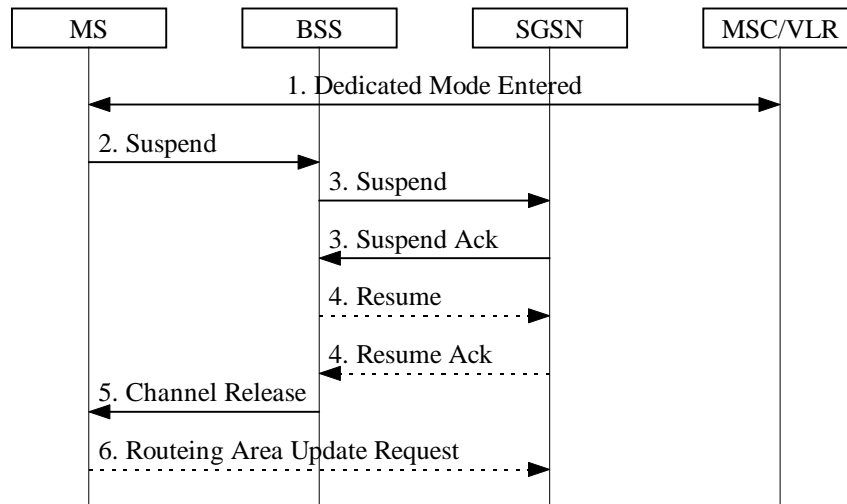 MS BSS SGSN MSC/VLR
1. Dedicated Mode Entered
2. Suspend
3. Suspend
3. Suspend Ack
4. Resume
4. Resume Ack
5. Channel Release
6. Routeing Area Update Request